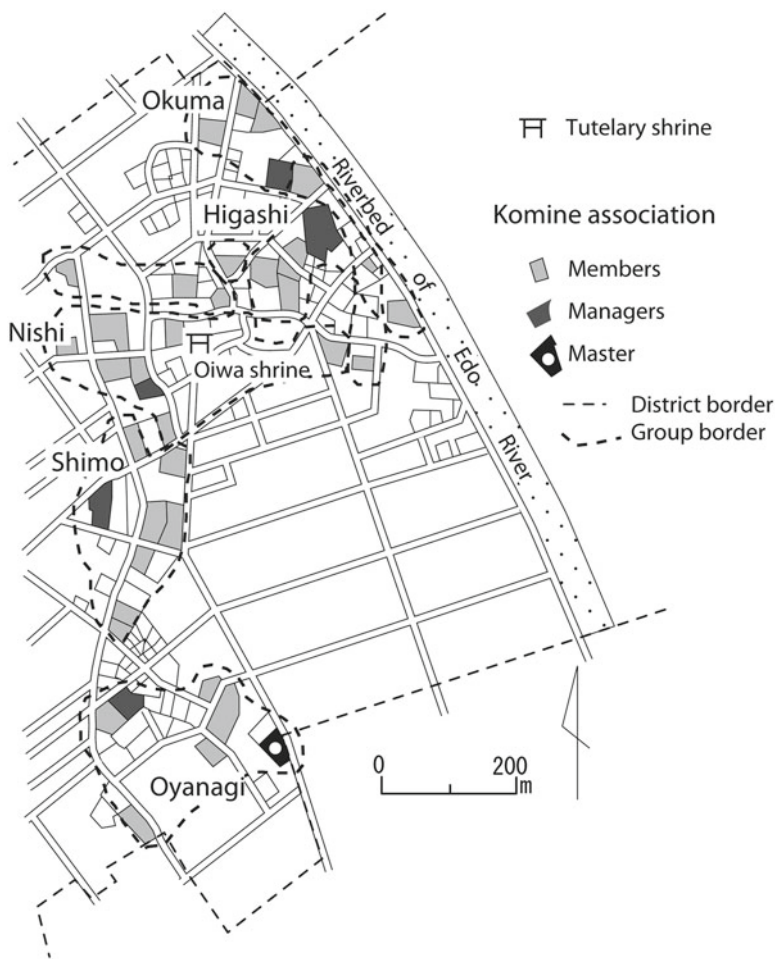 Okuma
Higashi
Nishi
Oiwa shrine
Shimo
Oyanagi
Riverbed of Edo River
Tutelary shrine
Komine association
Members
Managers
Master
District border
Group border
0 200
m